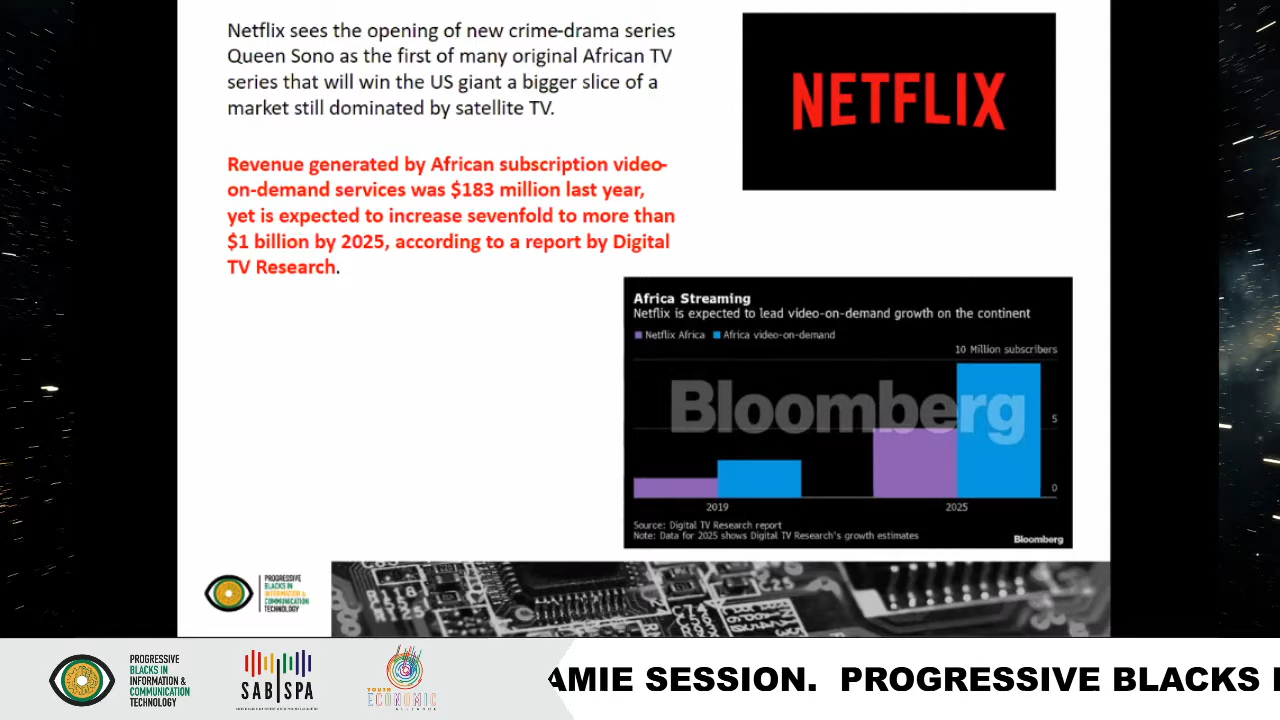 Netflix sees the opening of new crime-drama series
Queen Sono as the first of many original African TV
series that will win the US giant a bigger slice of a
market still dominated by satellite TV.
Revenue generated by African subscription video-
on-demand services was $183 million last year,
yet is expected to increase sevenfold to more than
$1 billion by 2025, according to a report by Digital
TV Research.
NETFLIX
Africa Streaming
Netflix is expected to lead video-on-demand growth on the continent
Netflix Africa Africa video-on-demand
10 Million subscribers
Bloomberg
5
0
2019 2025
Source: Digital TV Research report
Note: Data for 2025 shows Digital TV Research's growth estimates
Bloomberg
PROGRESSIVE
BLACKS IN
INFORMATION &
COMMUNICATION
TECHNOLOGY
PROGRESSIVE
BLACKS IN
INFORMATION &
COMMUNICATION
TECHNOLOGY
SAB SPA
YOUTH
ECONOMIC
ALLIANCE
AMIE SESSION. PROGRESSIVE BLACKS